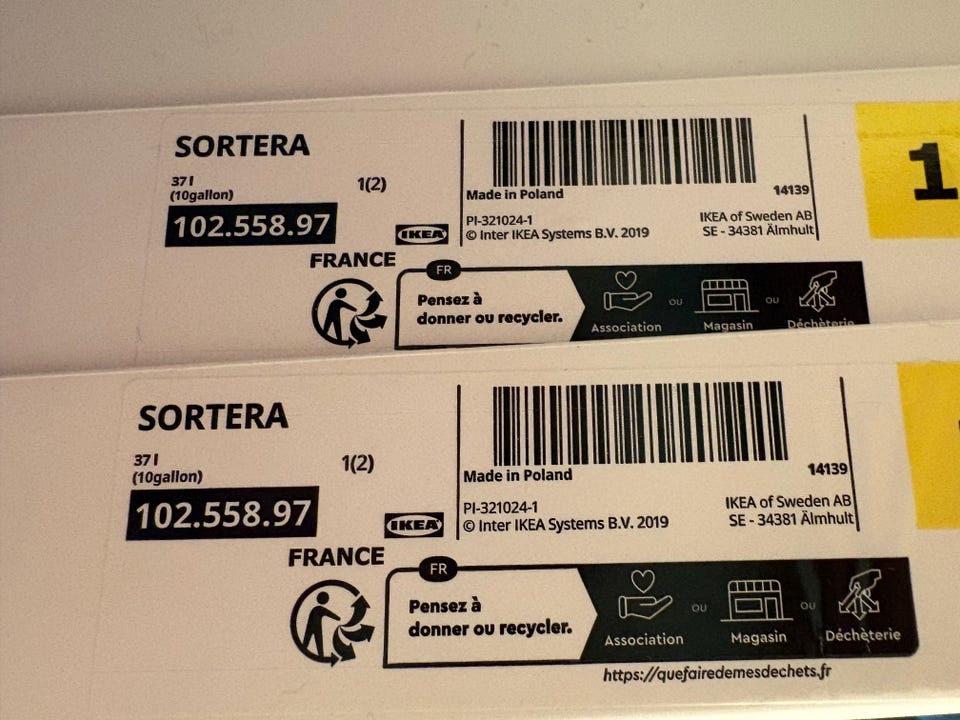 SORTERA
37 l
(10gallon)
1(2)
102.558.97
IKEA
Made in Poland
14139
PI-321024-1
© Inter IKEA Systems B.V. 2019
IKEA of Sweden AB
SE - 34381 Älmhult
1
FRANCE
FR
Pensez à
donner ou recycler.
Association
OU
Magasin
OU
Déchèterie
SORTERA
37 l
(10gallon)
1(2)
102.558.97
IKEA
Made in Poland
14139
PI-321024-1
© Inter IKEA Systems B.V. 2019
IKEA of Sweden AB
SE - 34381 Älmhult
FRANCE
FR
Pensez à
donner ou recycler.
Association
OU
Magasin
OU
Déchèterie
https://quefairedemesdechets.fr